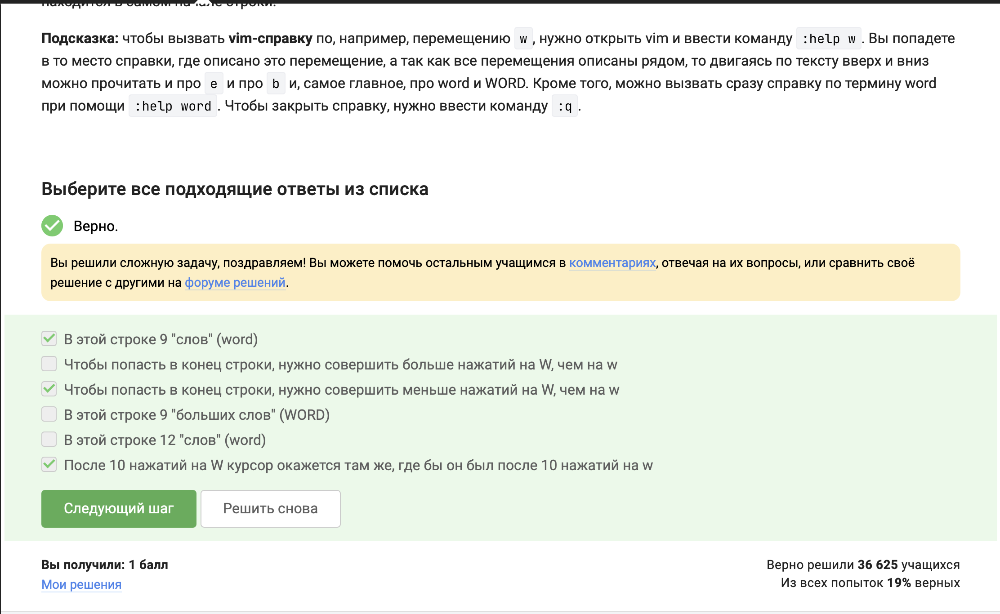 находится в самом начале строки.
Подсказка: чтобы вызвать vim-справку по, например, перемещению w, нужно открыть vim и ввести команду :help w. Вы попадете
в то место справки, где описано это перемещение, а так как все перемещения описаны рядом, то двигаясь по тексту вверх и вниз
можно прочитать и про e и про b и, самое главное, про word и WORD. Кроме того, можно вызвать сразу справку по термину word
при помощи :help word. Чтобы закрыть справку, нужно ввести команду :q.
Выберите все подходящие ответы из списка
Верно.
Вы решили сложную задачу, поздравляем! Вы можете помочь остальным учащимся в комментариях, отвечая на их вопросы, или сравнить своё
решение с другими на форуме решений.
В этой строке 9 "слов" (word)
Чтобы попасть в конец строки, нужно совершить больше нажатий на W, чем на w
Чтобы попасть в конец строки, нужно совершить меньше нажатий на W, чем на w
В этой строке 9 "больших слов" (WORD)
В этой строке 12 "слов" (word)
После 10 нажатий на W курсор окажется там же, где бы он был после 10 нажатий на w
Следующий шаг
Решить снова
Вы получили: 1 балл
Мои решения
Верно решили 36 625 учащихся
Из всех попыток 19% верных